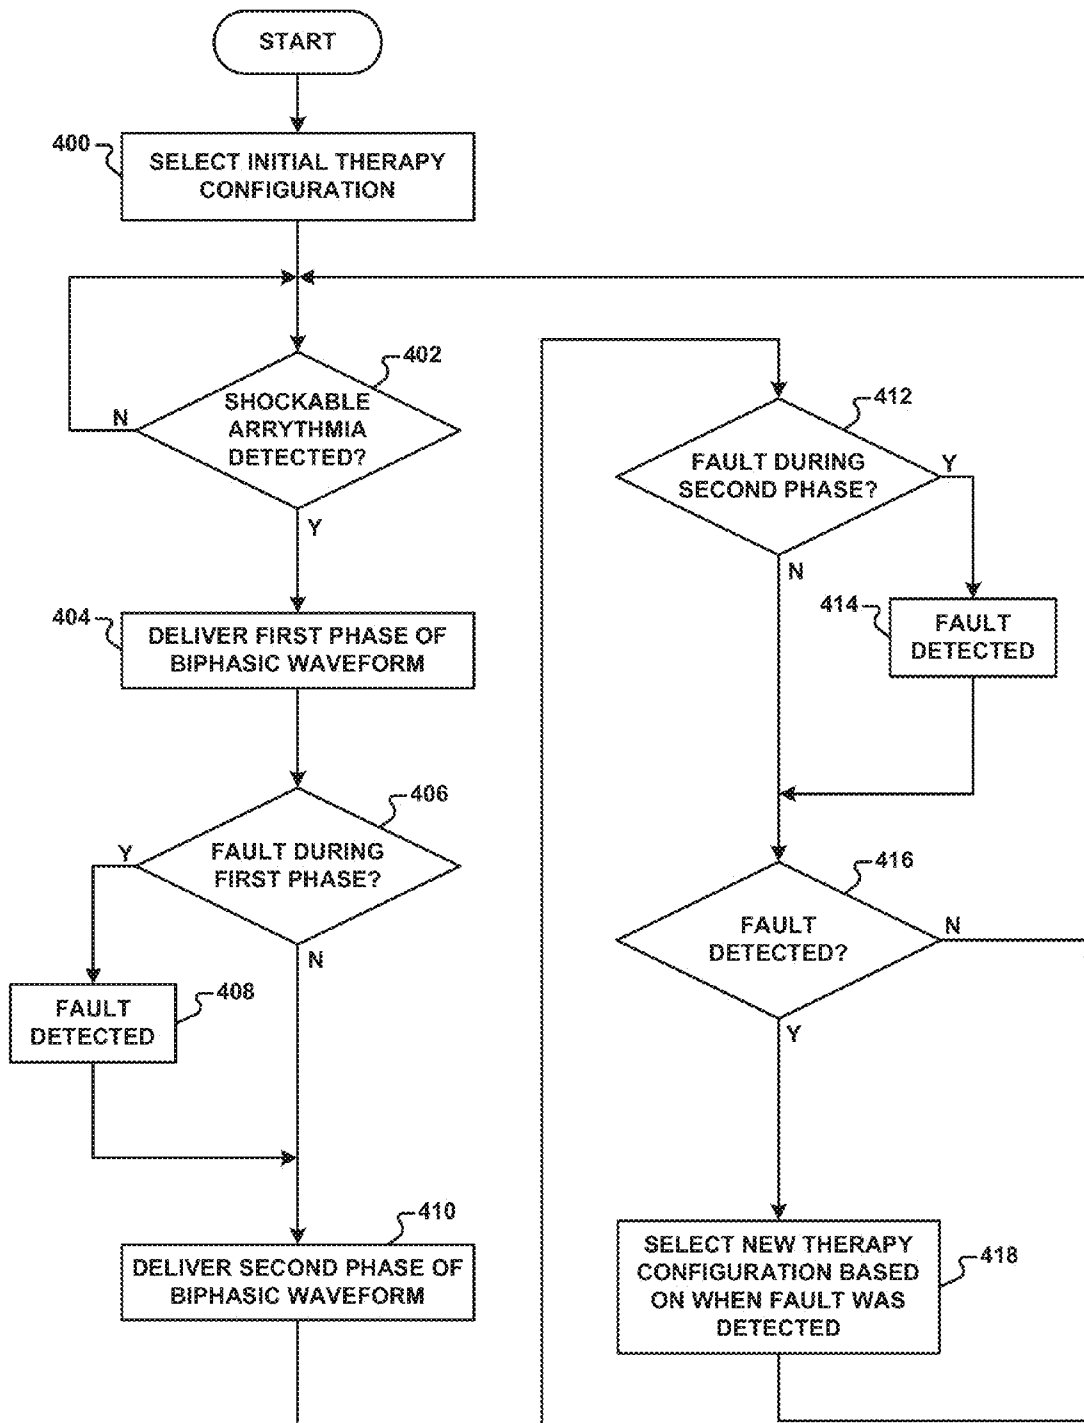 START
400
SELECT INITIAL THERAPY
CONFIGURATION
402
SHOCKABLE
ARRYTHMIA
DETECTED?
N
Y
404
DELIVER FIRST PHASE OF
BIPHASIC WAVEFORM
406
FAULT DURING
FIRST PHASE?
Y
N
408
FAULT
DETECTED
410
DELIVER SECOND PHASE OF
BIPHASIC WAVEFORM
412
FAULT DURING
SECOND PHASE?
Y
N
414
FAULT
DETECTED
416
FAULT
DETECTED?
N
Y
SELECT NEW THERAPY
CONFIGURATION BASED
ON WHEN FAULT WAS
DETECTED
418